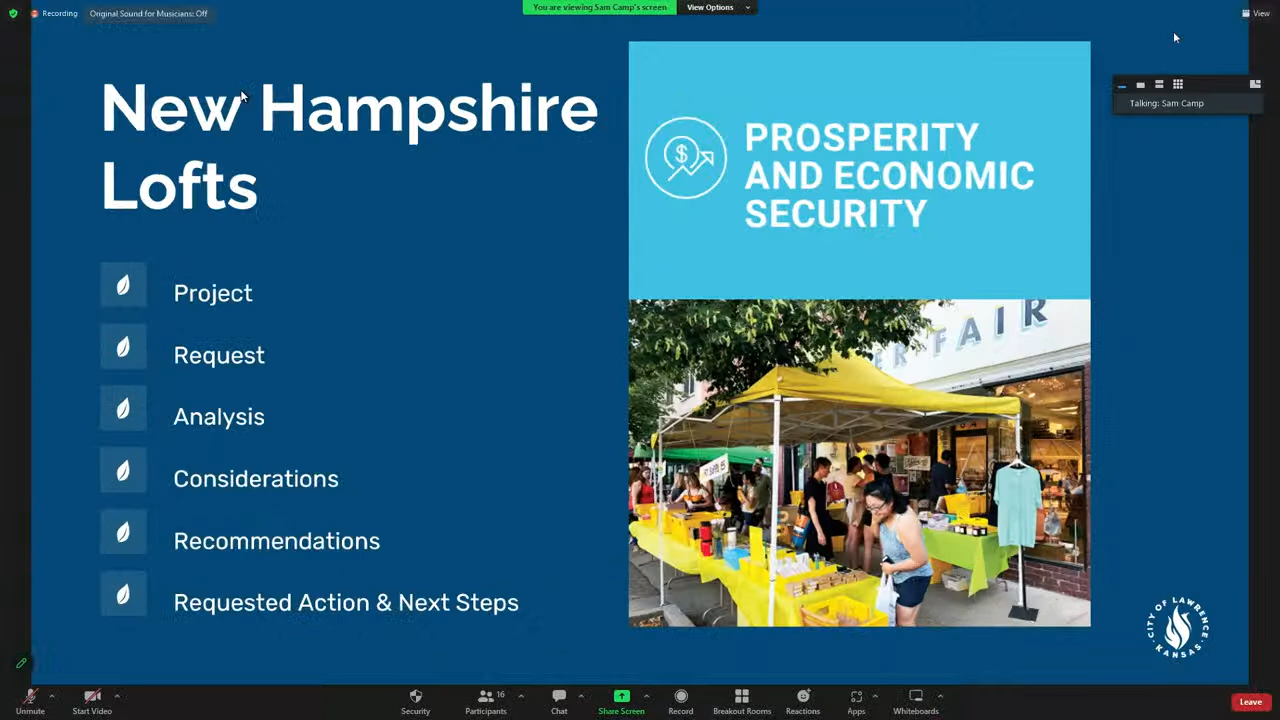 Recording
Original Sound for Musicians: Off
You are viewing Sam Camp's screen
View Options
View
Talking: Sam Camp
New Hampshire
Lofts
PROSPERITY
AND ECONOMIC
SECURITY
Project
Request
Analysis
Considerations
Recommendations
Requested Action & Next Steps
FAIR
CITY OF LAWRENCE
KANSAS
Unmute
Start Video
Security
16
Participants
Chat
Share Screen
Record
Breakout Rooms
Reactions
Apps
Whiteboards
Leave